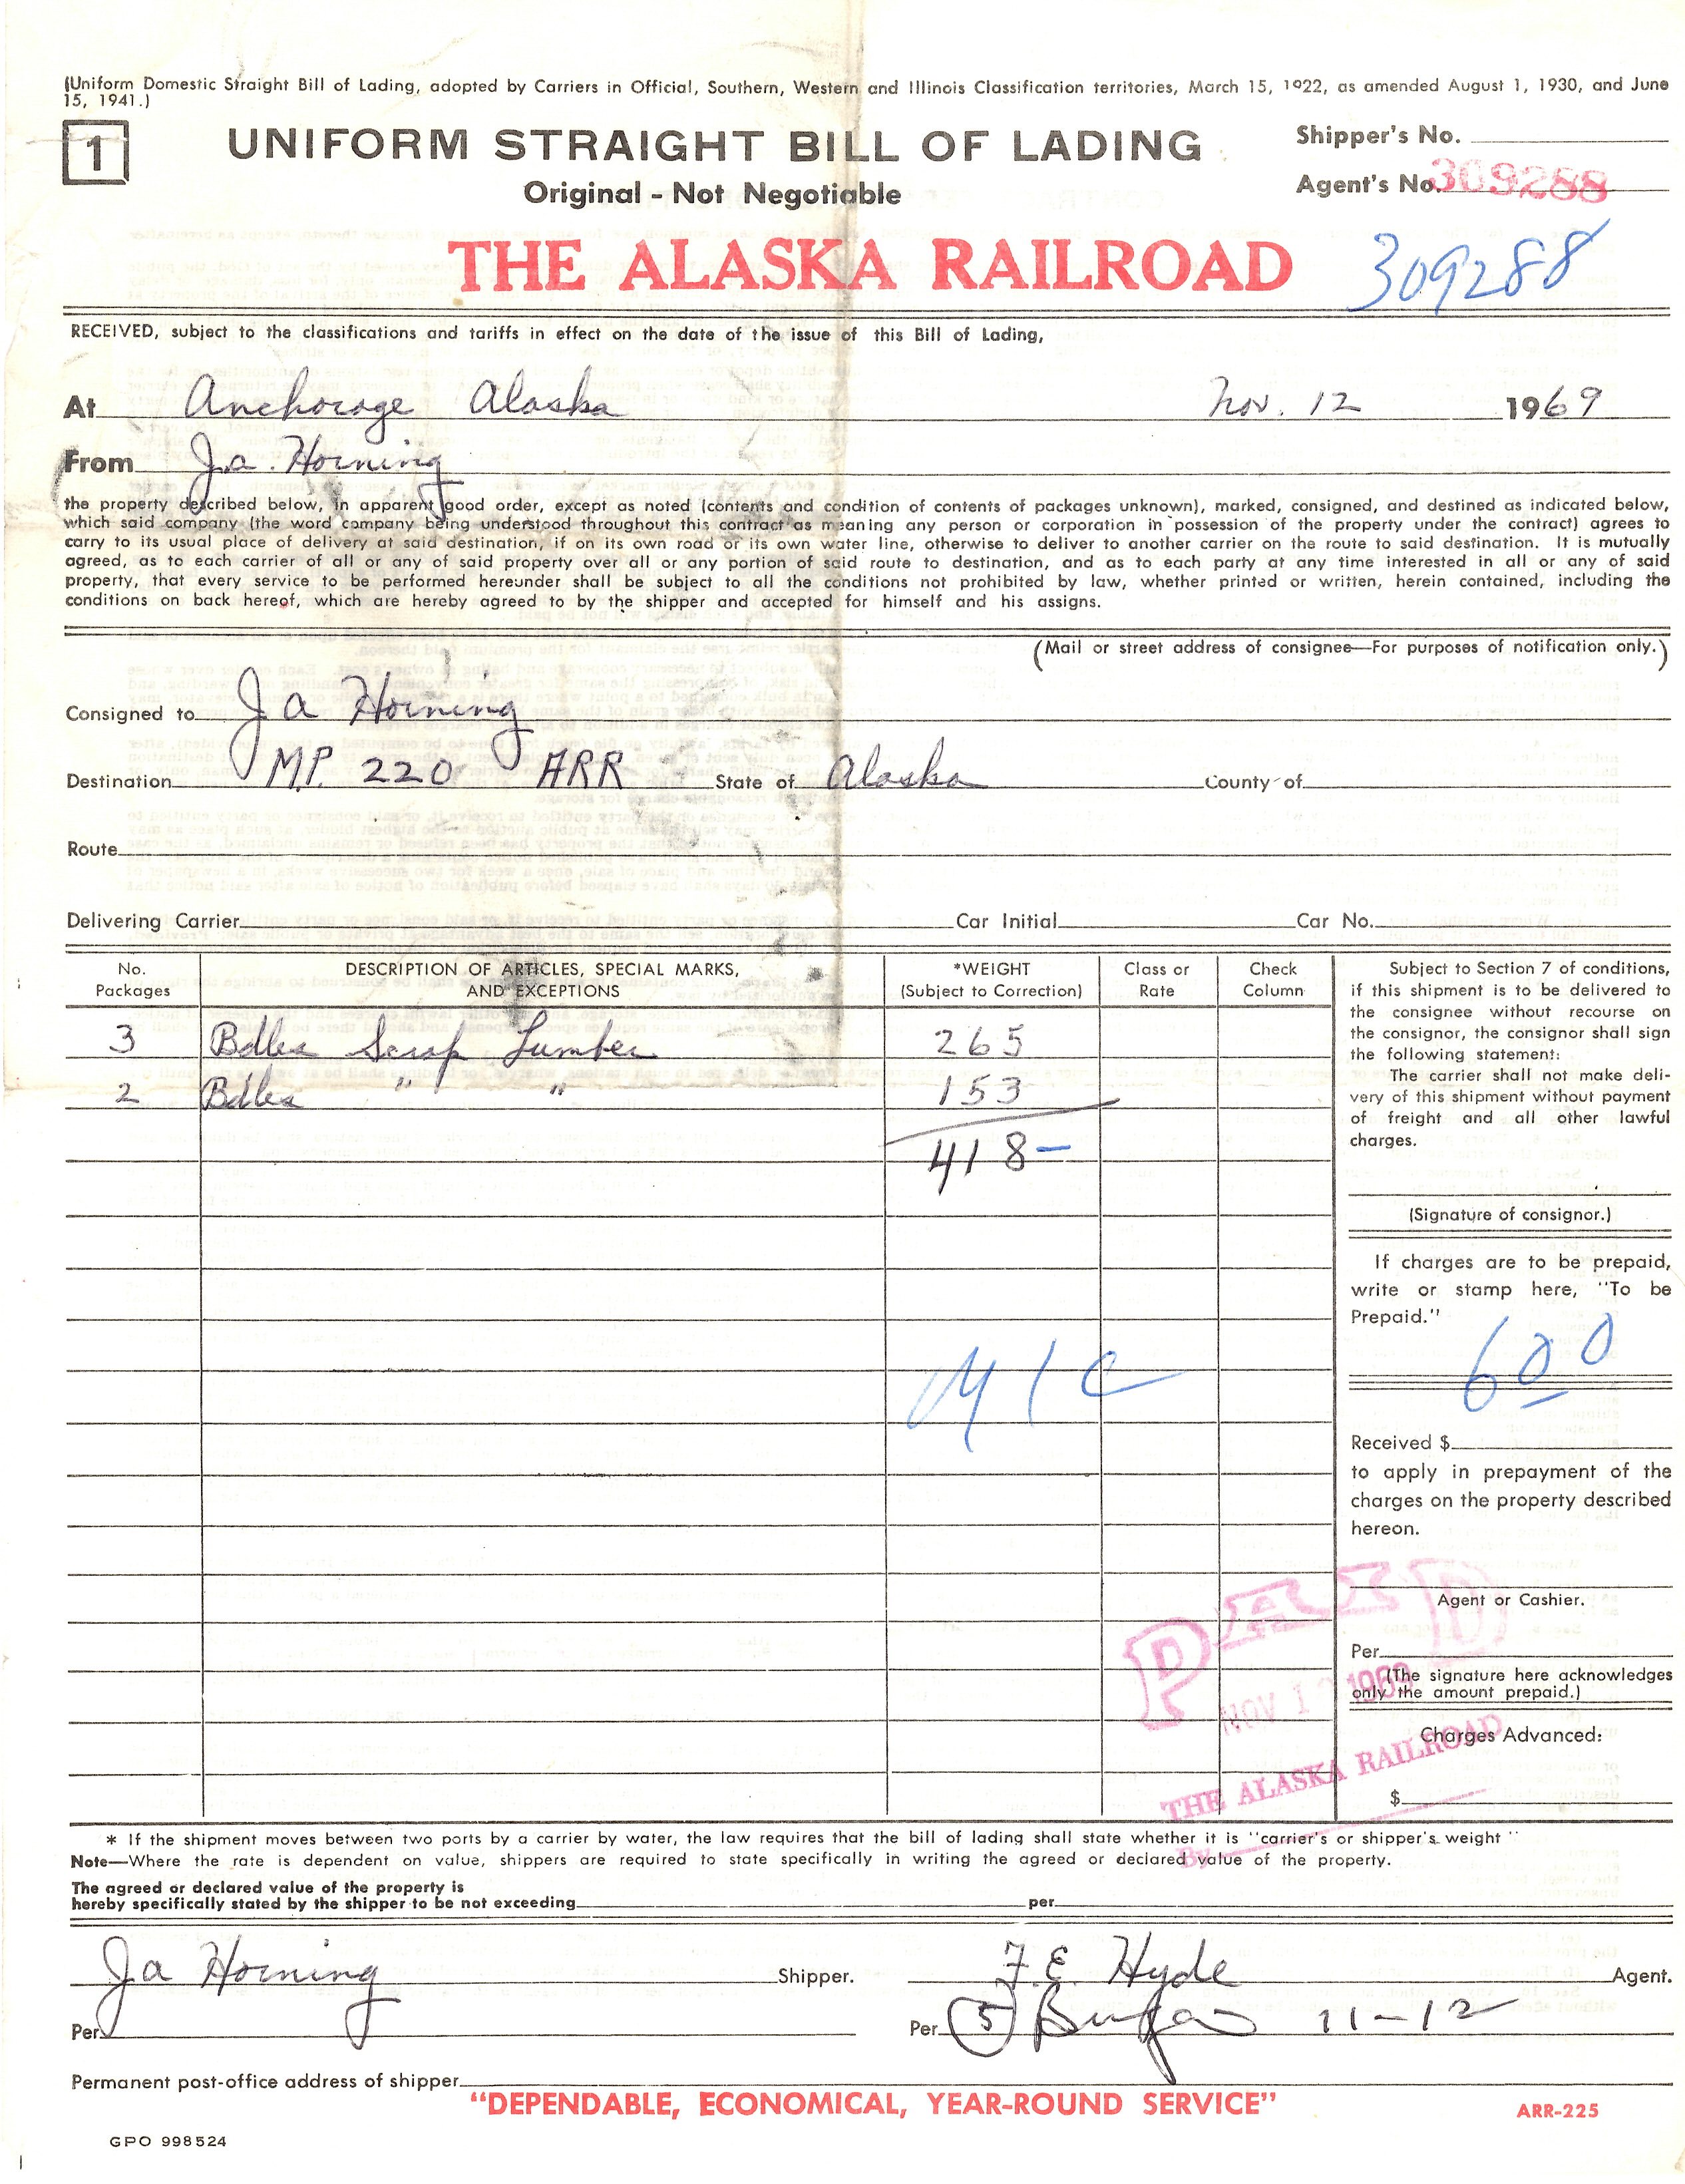 (Uniform Domestic Straight Bill of Lading, adopted by Carriers in Official, Southern, Western and Illinois Classification territories, March 15, 1922, as amended August 1, 1930, and June
15, 1941.)
1
UNIFORM STRAIGHT BILL OF LADING
Original - Not Negotiable
Shipper's No.
Agent's No. 309288
THE ALASKA RAILROAD
309288
RECEIVED, subject to the classifications and tariffs in effect on the date of the issue of this Bill of Lading,
At Anchorage Alaska Nov. 12 1969
From Ja. Horning
the property described below, in apparent good order, except as noted (contents and condition of contents of packages unknown), marked, consigned, and destined as indicated below,
which said company (the word company being understood throughout this contract as meaning any person or corporation in possession of the property under the contract) agrees to
carry to its usual place of delivery at said destination, if on its own road or its own water line, otherwise to deliver to another carrier on the route to said destination. It is mutually
agreed, as to each carrier of all or any of said property over all or any portion of said route to destination, and as to each party at any time interested in all or any of said
property, that every service to be performed hereunder shall be subject to all the conditions not prohibited by law, whether printed or written, herein contained, including the
conditions on back hereof, which are hereby agreed to by the shipper and accepted for himself and his assigns.
(Mail or street address of consignee—For purposes of notification only.)
Consigned to Ja Horning
Destination M.P. 220 ARR State of Alaska County of
Route
Delivering Carrier Car Initial Car No.
No. Packages
DESCRIPTION OF ARTICLES, SPECIAL MARKS, AND EXCEPTIONS
*WEIGHT (Subject to Correction)
Class or Rate
Check Column
3 Bdles Scrap Lumber 265
2 Bdles " " 153
418-
Subject to Section 7 of conditions,
if this shipment is to be delivered to
the consignee without recourse on
the consignor, the consignor shall sign
the following statement:
The carrier shall not make deli-
very of this shipment without payment
of freight and all other lawful
charges.
(Signature of consignor.)
If charges are to be prepaid,
write or stamp here, "To be
Prepaid."
600
Received $
to apply in prepayment of the
charges on the property described
hereon.
Agent or Cashier.
Per
(The signature here acknowledges
only the amount prepaid.)
Charges Advanced:
$
PAID
NOV 1 1969
THE ALASKA RAILROAD
By
* If the shipment moves between two ports by a carrier by water, the law requires that the bill of lading shall state whether it is "carrier's or shipper's weight"
Note—Where the rate is dependent on value, shippers are required to state specifically in writing the agreed or declared value of the property.
The agreed or declared value of the property is
hereby specifically stated by the shipper to be not exceeding per
Ja Horning Shipper. F.E. Hyde Agent.
Per Per 5 11-12
Permanent post-office address of shipper
"DEPENDABLE, ECONOMICAL, YEAR-ROUND SERVICE"
ARR-225
GPO 998524